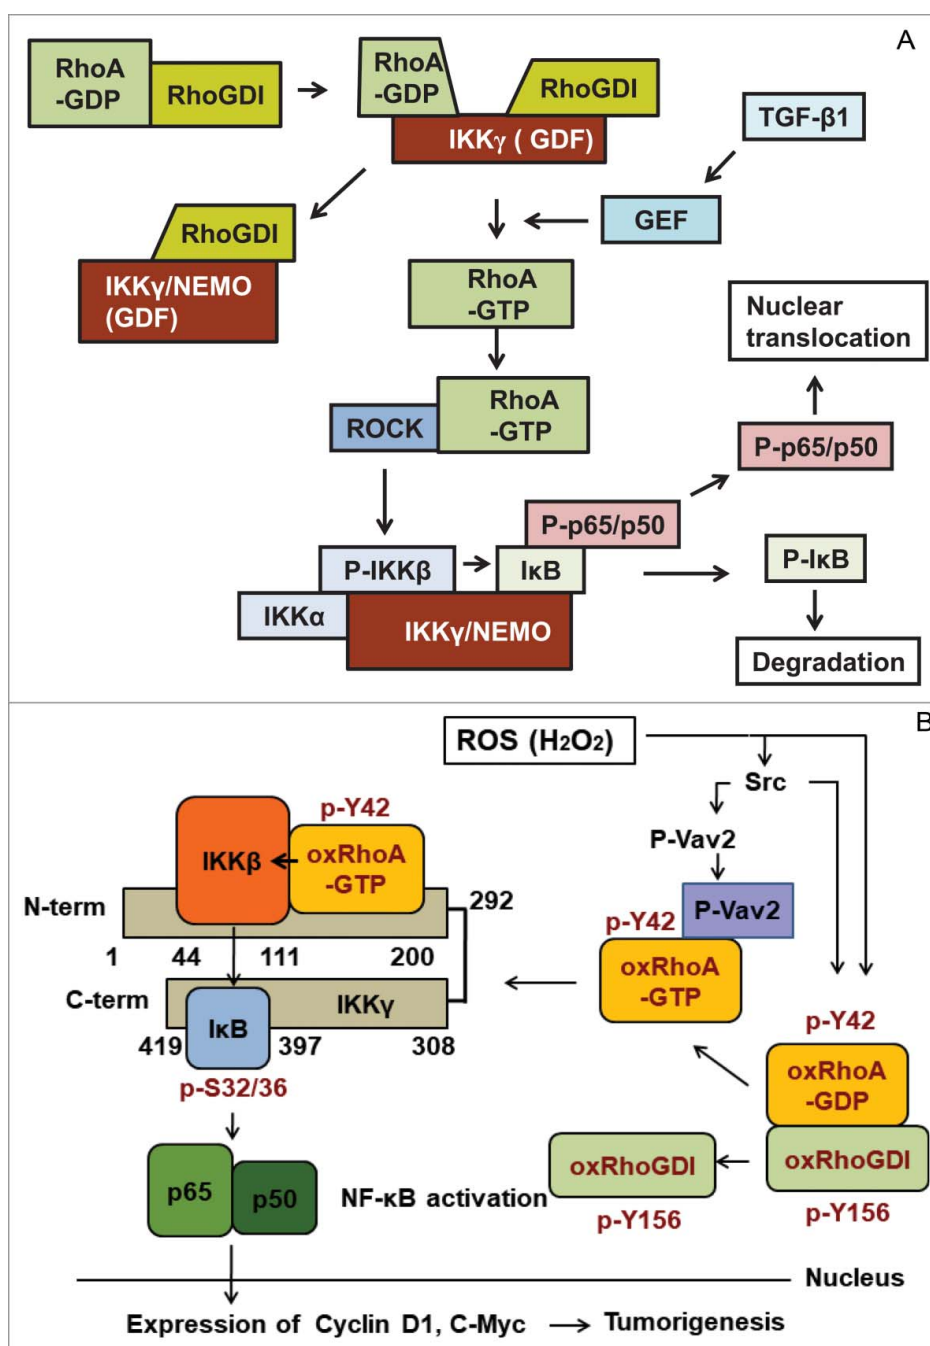 A
RhoA
-GDP
RhoGDI
RhoA
-GDP
RhoGDI
IKKγ ( GDF)
TGF-β1
GEF
RhoGDI
IKKγ/NEMO
(GDF)
RhoA
-GTP
Nuclear
translocation
ROCK
RhoA
-GTP
P-p65/p50
P-p65/p50
P-IKKβ
IκB
P-IκB
IKKα
IKKγ/NEMO
Degradation
B
ROS (H2O2)
Src
P-Vav2
P-Vav2
p-Y42
IKKβ
oxRhoA
-GTP
N-term
292
1 44 111 200
C-term
IKKγ
IκB
419 397 308
p-S32/36
p-Y42
oxRhoA
-GTP
p-Y42
oxRhoA
-GDP
oxRhoGDI
p-Y156
oxRhoGDI
p-Y156
p65
p50
NF-κB activation
Nucleus
Expression of Cyclin D1, C-Myc
Tumorigenesis